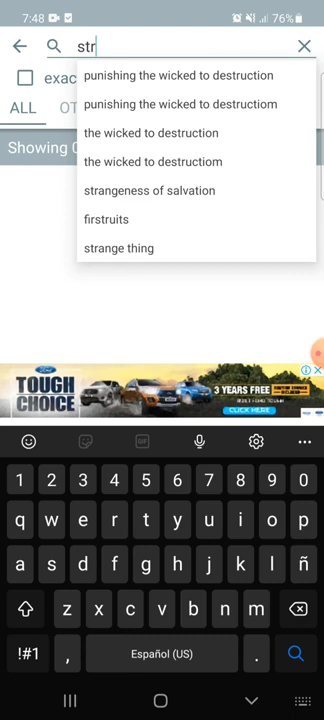 7:48
76%
str
exac
ALL OT
Showing 0
punishing the wicked to destruction
punishing the wicked to destructiom
the wicked to destruction
the wicked to destructiom
strangeness of salvation
firstruits
strange thing
Ford
TOUGH
CHOICE
3 YEARS FREE
CLICK HERE
GIF
1 2 3 4 5 6 7 8 9 0
q w e r t y u i o p
a s d f g h j k l ñ
z x c v b n m
!#1 , Español (US) .